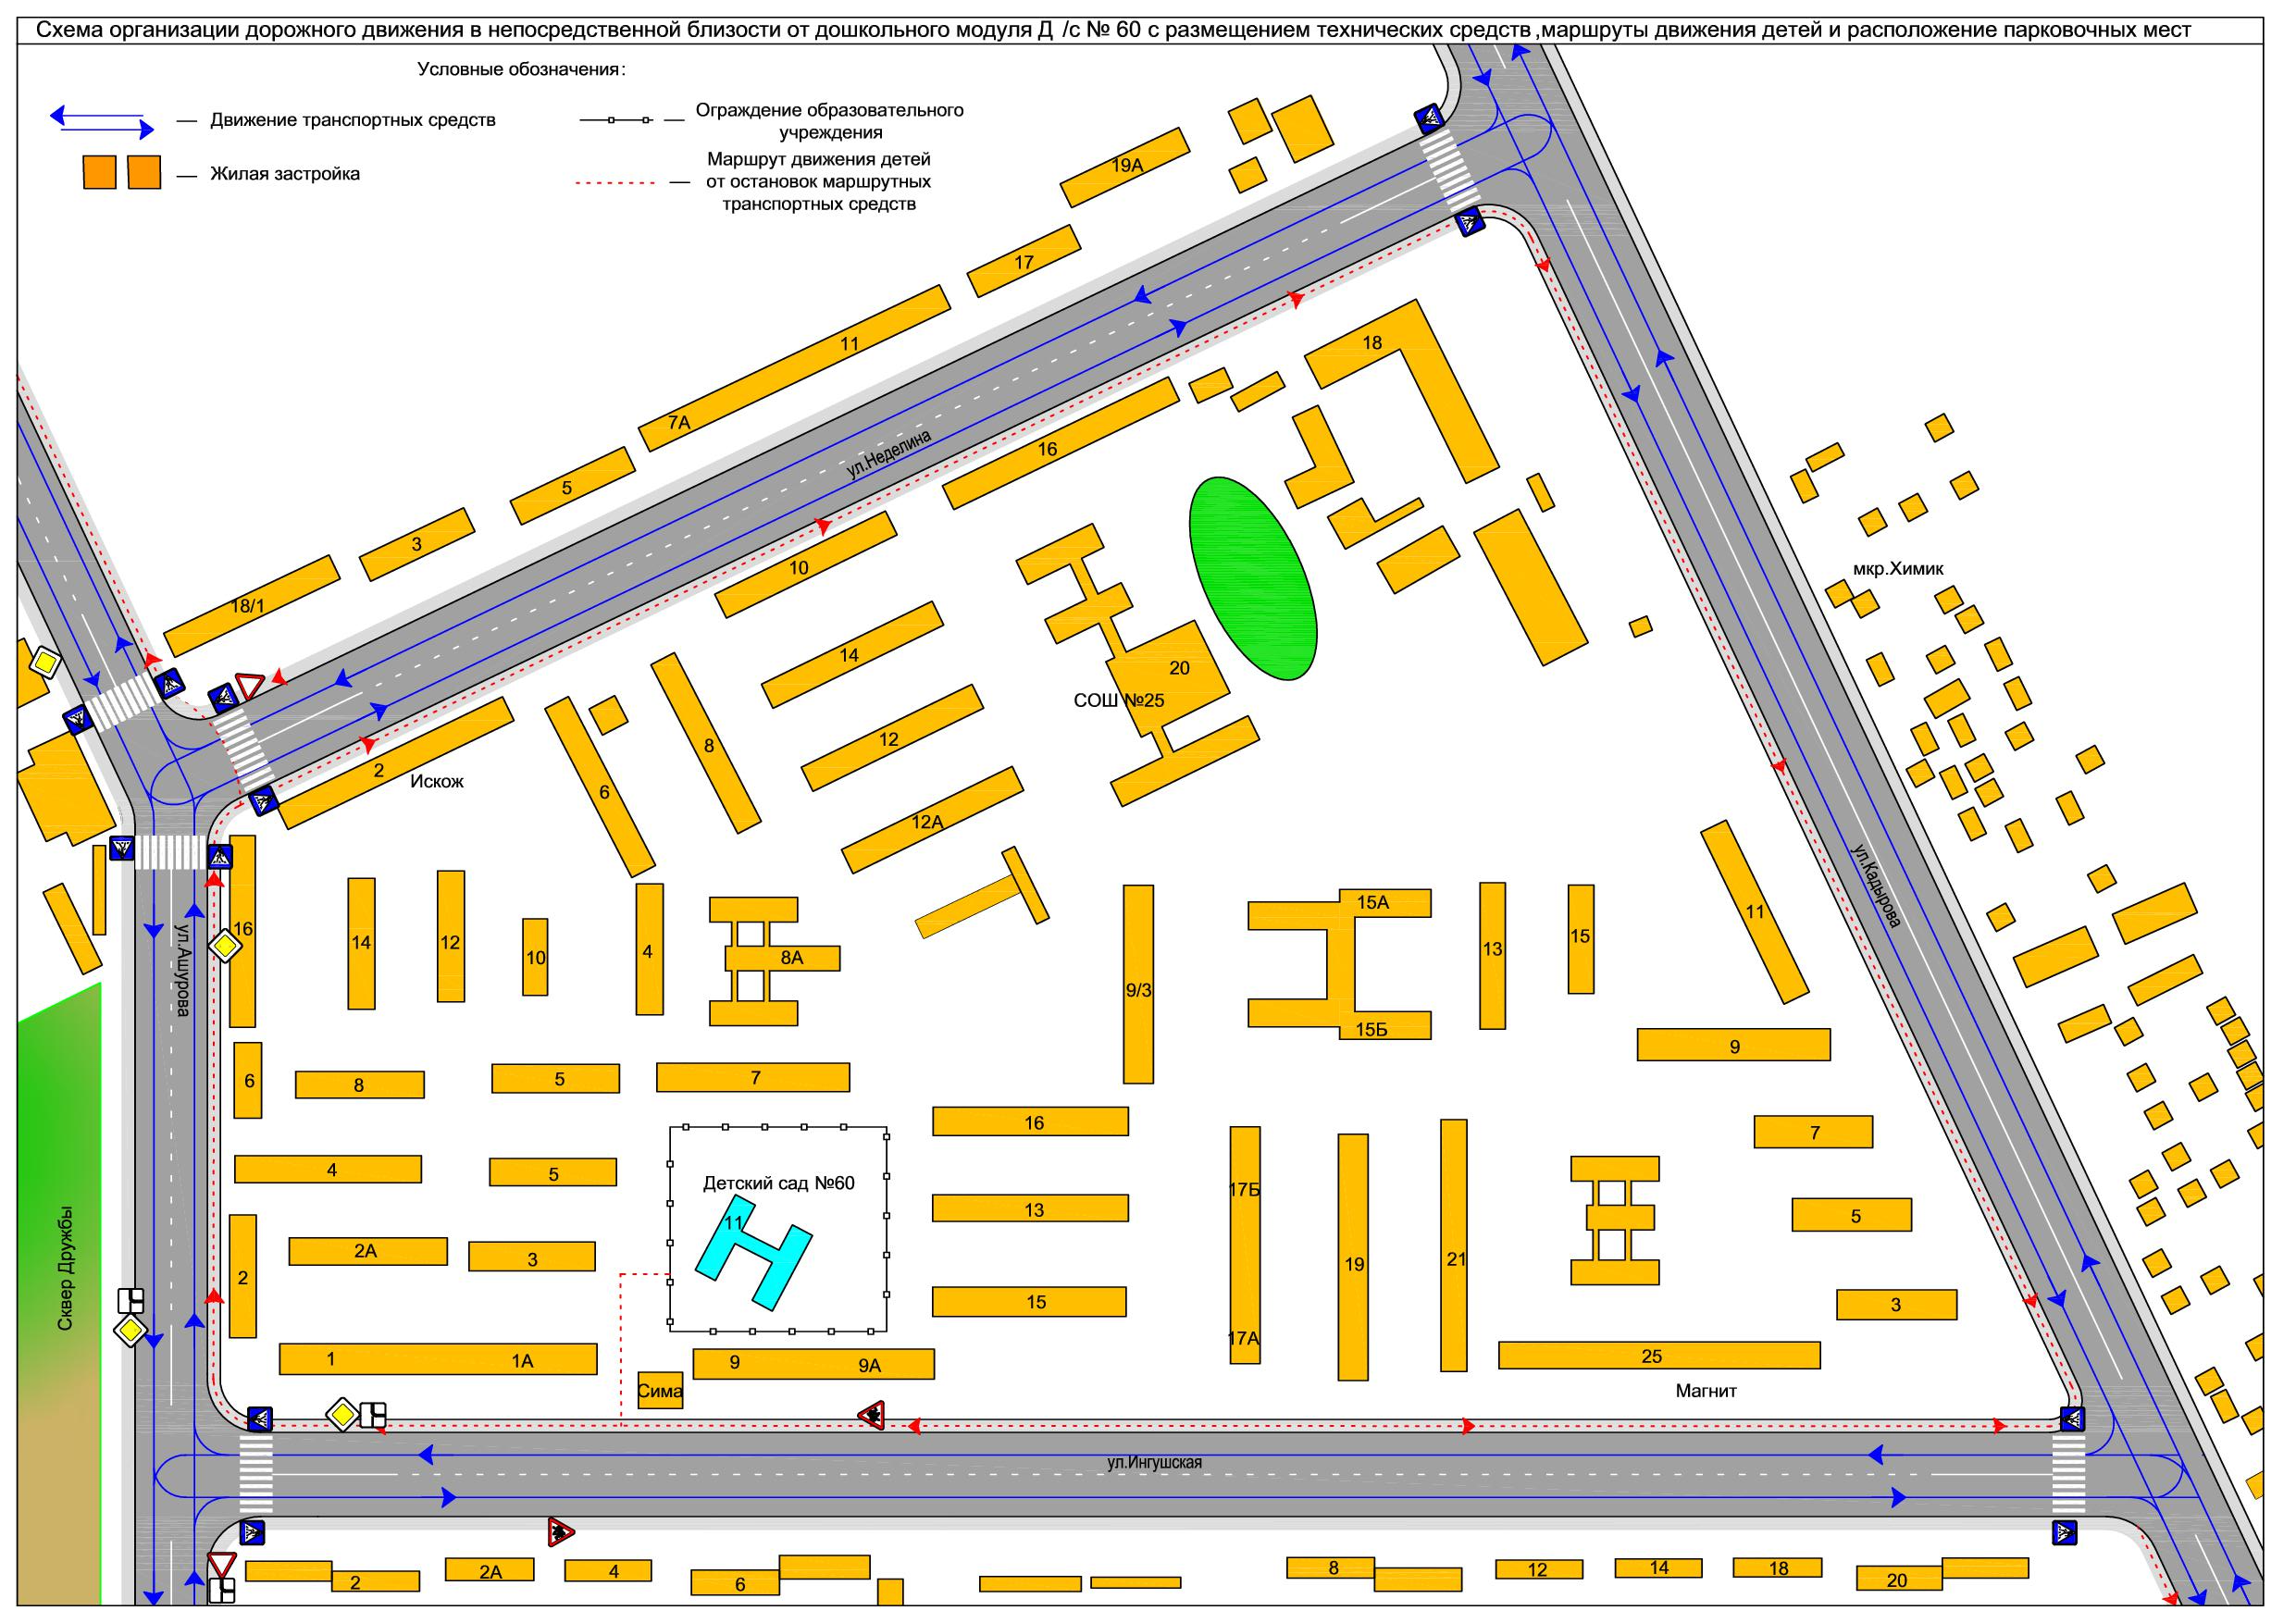 Схема организации дорожного движения в непосредственной близости от дошкольного модуля Д /с № 60 с размещением технических средств ,маршруты движения детей и расположение парковочных мест
Условные обозначения:
Движение транспортных средств
Жилая застройка
Ограждение образовательного
учреждения
Маршрут движения детей
от остановок маршрутных
транспортных средств
19А
17
11
7А
5
3
18/1
ул.Неделина
18
16
10
14
12
12А
8
6
2
Искож
20
СОШ №25
мкр.Химик
ул.Кадырова
ул.Ашурова
16
14
12
10
4
8А
9/3
15А
15Б
13
15
11
9
6
8
5
7
16
7
4
5
Детский сад №60
11
13
17Б
17А
19
21
5
Сквер Дружбы
2
2А
3
15
3
1
1А
9
9А
25
Сима
Магнит
ул.Ингушская
2
2А
4
6
8
12
14
18
20